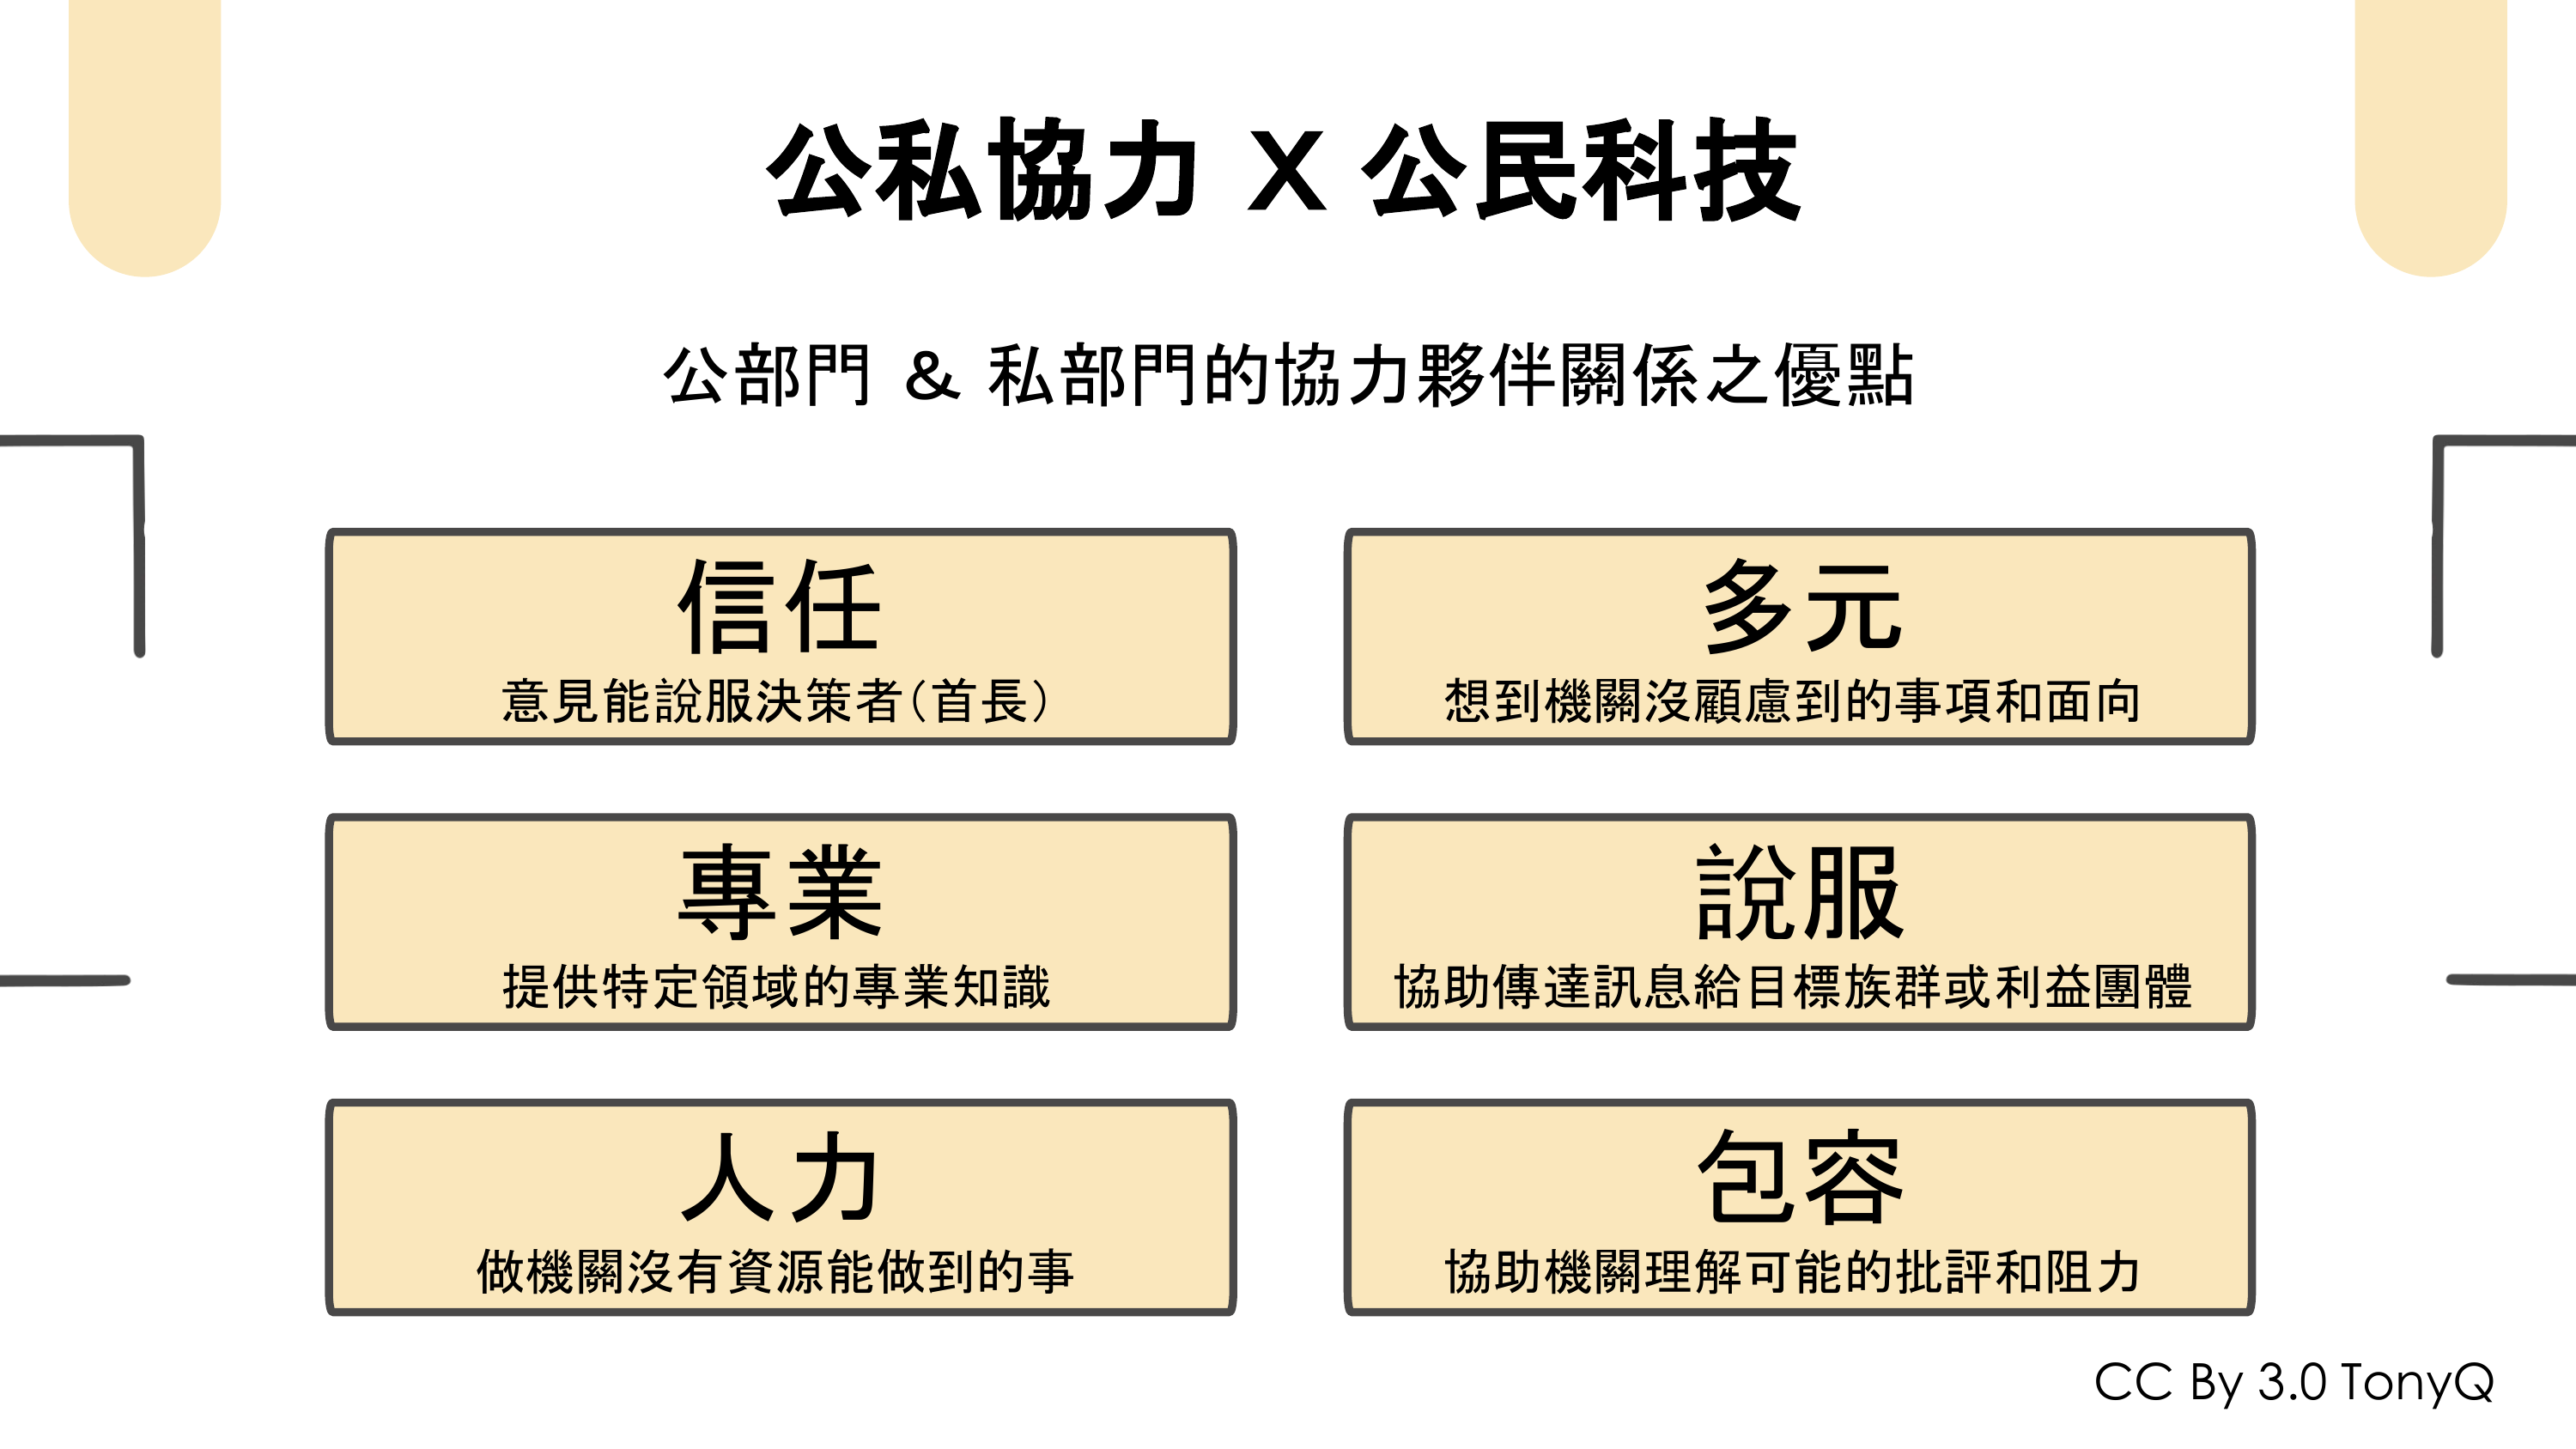 公私協力 X 公民科技
公部門 & 私部門的協力夥伴關係之優點
信任
意見能說服決策者(首長)
多元
想到機關沒顧慮到的事項和面向
專業
提供特定領域的專業知識
說服
協助傳達訊息給目標族群或利益團體
人力
做機關沒有資源能做到的事
包容
協助機關理解可能的批評和阻力
CC By 3.0 TonyQ